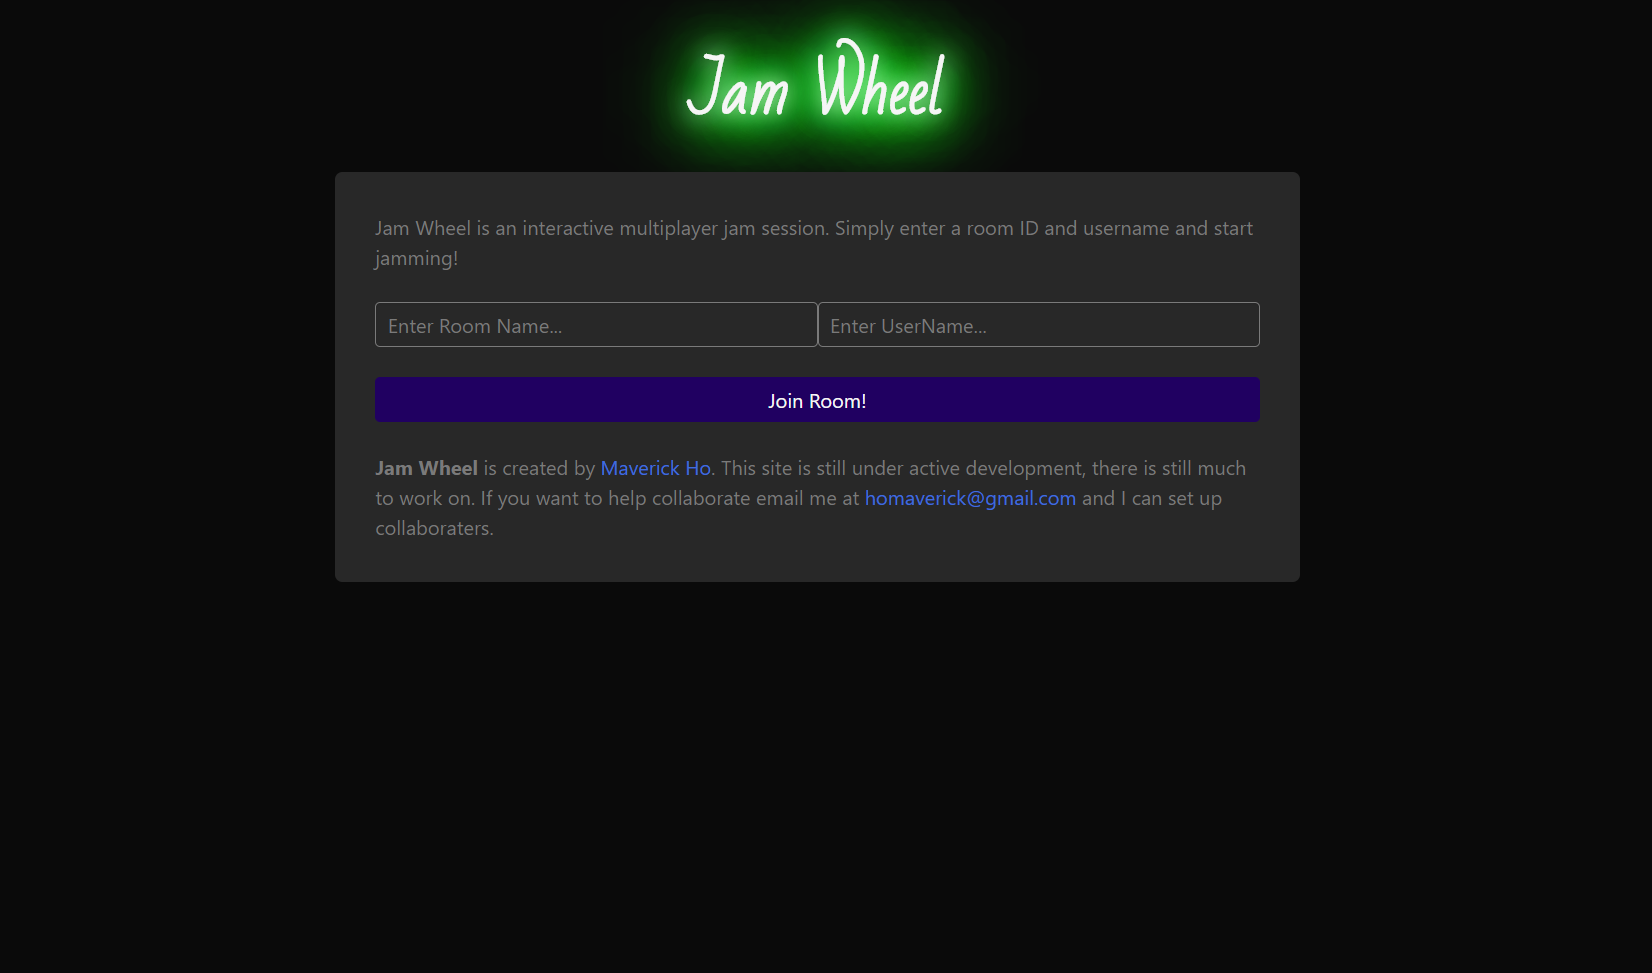 Jam Wheel
Jam Wheel is an interactive multiplayer jam session. Simply enter a room ID and username and start
jamming!
Enter Room Name...
Enter UserName...
Join Room!
Jam Wheel is created by Maverick Ho. This site is still under active development, there is still much
to work on. If you want to help collaborate email me at homaverick@gmail.com and I can set up
collaboraters.